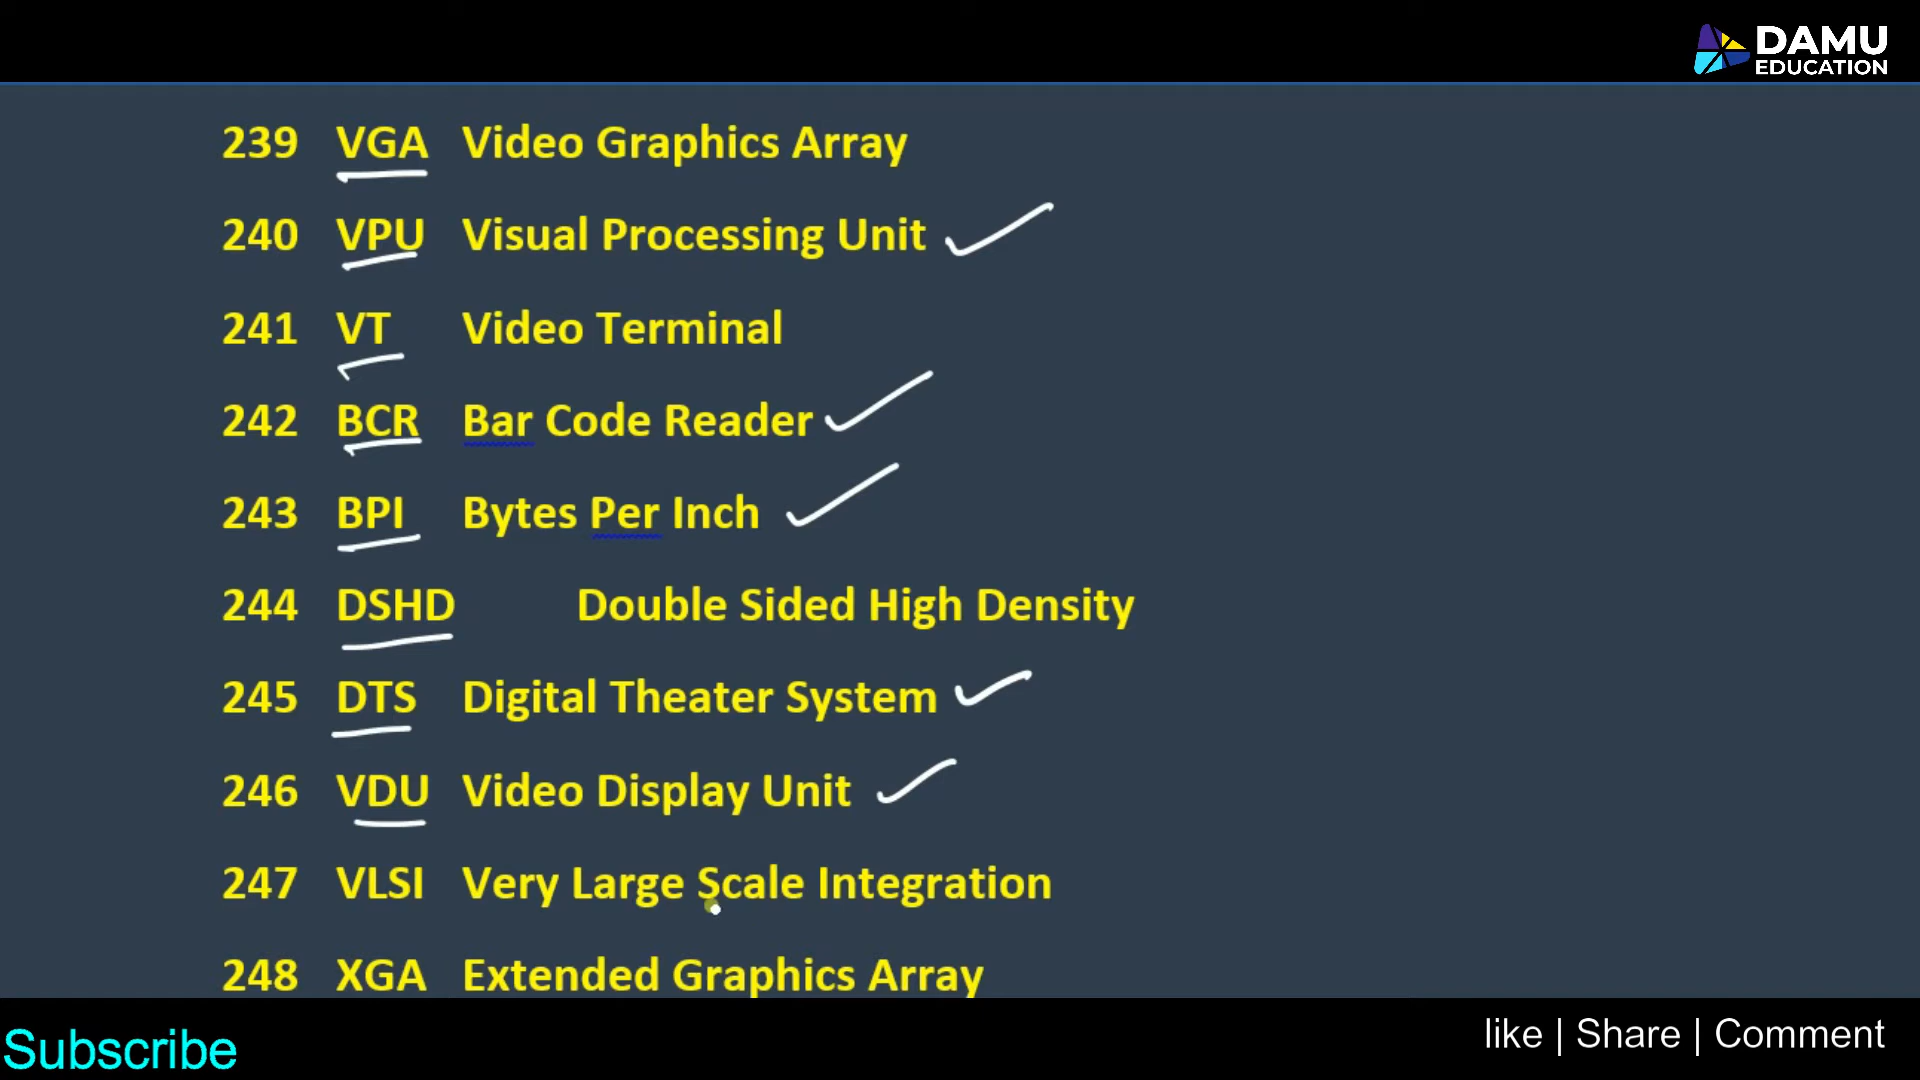 DAMU
EDUCATION
239 VGA Video Graphics Array
240 VPU Visual Processing Unit
241 VT Video Terminal
242 BCR Bar Code Reader
243 BPI Bytes Per Inch
244 DSHD Double Sided High Density
245 DTS Digital Theater System
246 VDU Video Display Unit
247 VLSI Very Large Scale Integration
248 XGA Extended Graphics Array
Subscribe
like | Share | Comment